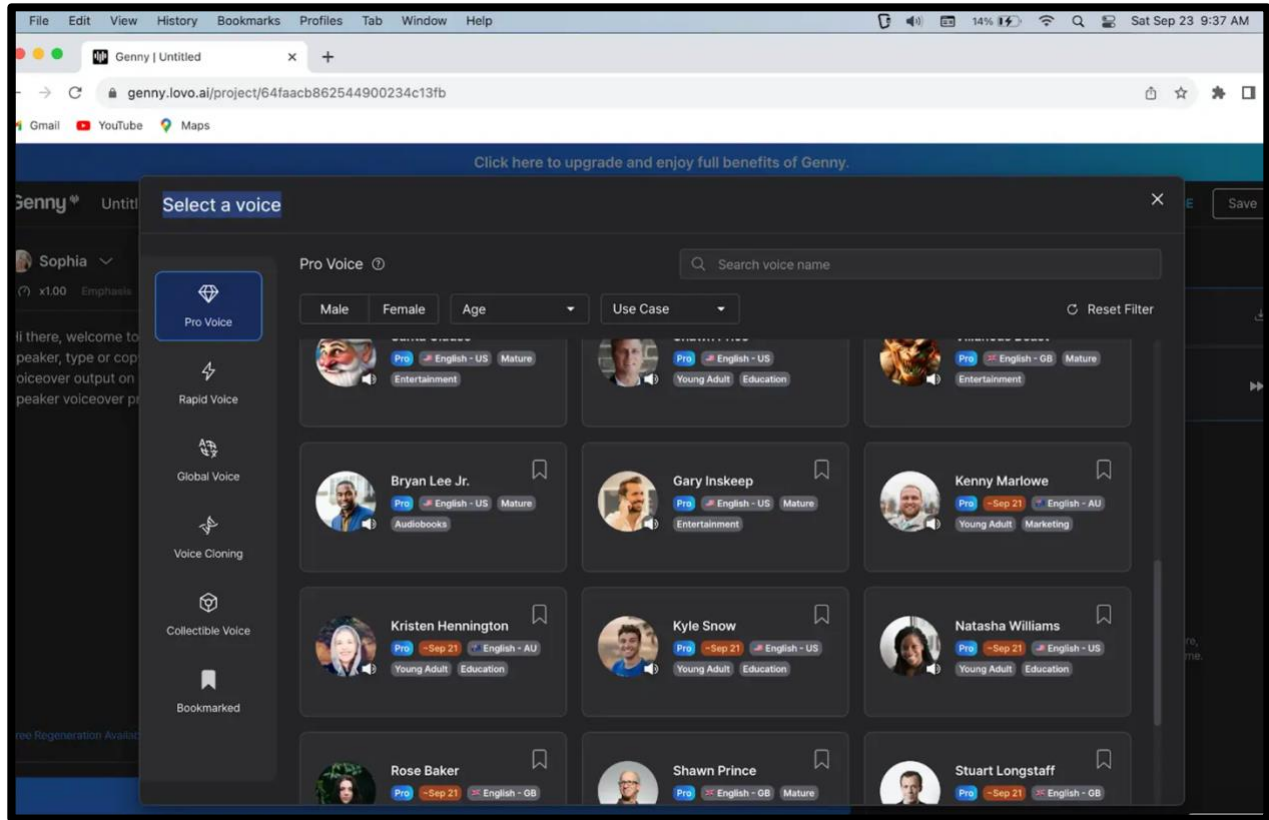 File Edit View History Bookmarks Profiles Tab Window Help 14% Sat Sep 23 9:37 AM
Genny | Untitled
genny.lovo.ai/project/64faacb862544900234c13fb
Gmail YouTube Maps
Click here to upgrade and enjoy full benefits of Genny.
Genny Untitl
Save
Select a voice
Sophia
x1.00 Emphasis
Hi there, welcome to
peaker, type or cop
oiceover output on
peaker voiceover pr
Pro Voice
Rapid Voice
Global Voice
Voice Cloning
Collectible Voice
Bookmarked
Pro Voice
Search voice name
Male Female Age Use Case Reset Filter
Pro English - US Mature
Entertainment
Pro English - US
Young Adult Education
Pro English - GB Mature
Entertainment
Bryan Lee Jr.
Pro English - US Mature
Audiobooks
Gary Inskeep
Pro English - US Mature
Entertainment
Kenny Marlowe
Pro ~Sep 21 English - AU
Young Adult Marketing
Kristen Hennington
Pro ~Sep 21 English - AU
Young Adult Education
Kyle Snow
Pro ~Sep 21 English - US
Young Adult Education
Natasha Williams
Pro ~Sep 21 English - US
Young Adult Education
Rose Baker
Pro ~Sep 21 English - GB
Shawn Prince
Pro English - GB Mature
Stuart Longstaff
Pro ~Sep 21 English - GB
ree Regeneration Availab